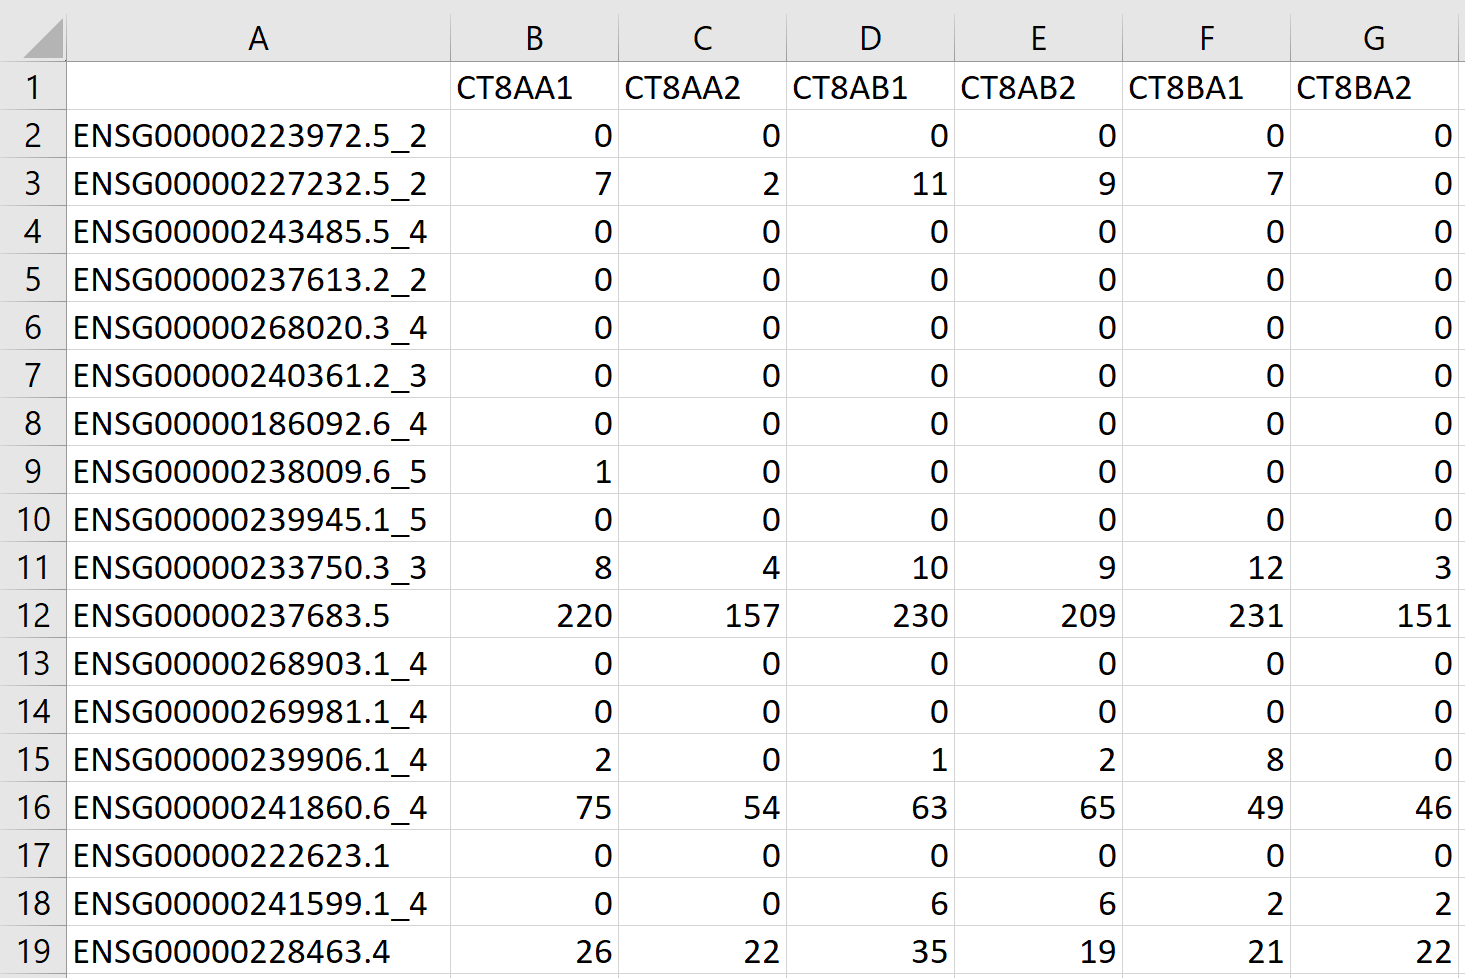 A B C D E F G
1 CT8AA1 CT8AA2 CT8AB1 CT8AB2 CT8BA1 CT8BA2
2 ENSG00000223972.5_2 0 0 0 0 0 0
3 ENSG00000227232.5_2 7 2 11 9 7 0
4 ENSG00000243485.5_4 0 0 0 0 0 0
5 ENSG00000237613.2_2 0 0 0 0 0 0
6 ENSG00000268020.3_4 0 0 0 0 0 0
7 ENSG00000240361.2_3 0 0 0 0 0 0
8 ENSG00000186092.6_4 0 0 0 0 0 0
9 ENSG00000238009.6_5 1 0 0 0 0 0
10 ENSG00000239945.1_5 0 0 0 0 0 0
11 ENSG00000233750.3_3 8 4 10 9 12 3
12 ENSG00000237683.5 220 157 230 209 231 151
13 ENSG00000268903.1_4 0 0 0 0 0 0
14 ENSG00000269981.1_4 0 0 0 0 0 0
15 ENSG00000239906.1_4 2 0 1 2 8 0
16 ENSG00000241860.6_4 75 54 63 65 49 46
17 ENSG00000222623.1 0 0 0 0 0 0
18 ENSG00000241599.1_4 0 0 6 6 2 2
19 ENSG00000228463.4 26 22 35 19 21 22